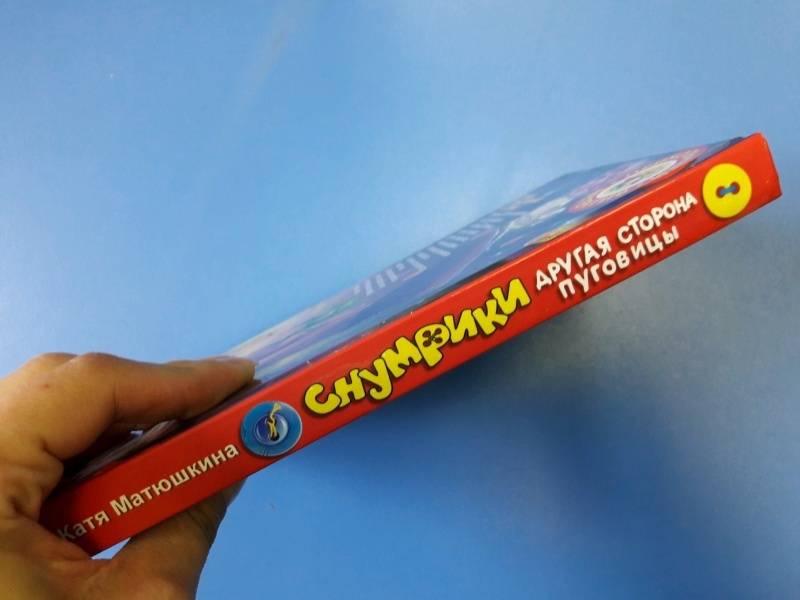 Катя Матюшкина
СНУМРИКИ
ДРУГАЯ СТОРОНА
ПУГОВИЦЫ